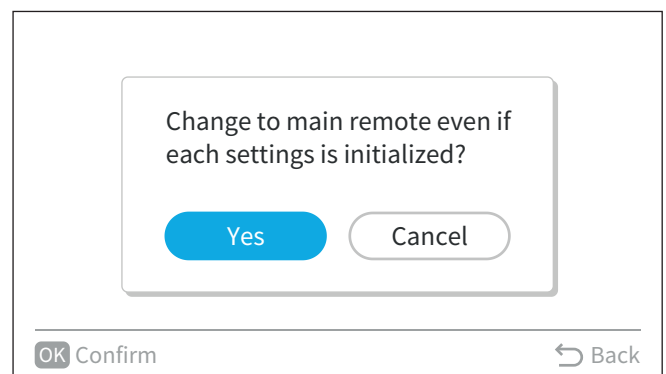 Change to main remote even if
each settings is initialized?
Yes Cancel
OK Confirm Back